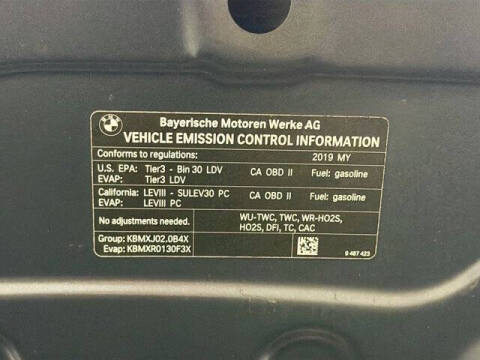 BMW
Bayerische Motoren Werke AG
VEHICLE EMISSION CONTROL INFORMATION
Conforms to regulations: 2019 MY
U.S. EPA: Tier3 - Bin 30 LDV CA OBD II Fuel: gasoline
EVAP: Tier3 LDV
California: LEVIII - SULEV30 PC CA OBD II Fuel: gasoline
EVAP: LEVIII PC
No adjustments needed. WU-TWC, TWC, WR-HO2S,
HO2S, DFI, TC, CAC
Group: KBMXJ02.0B4X
Evap: KBMXR0130F3X
9 487 423